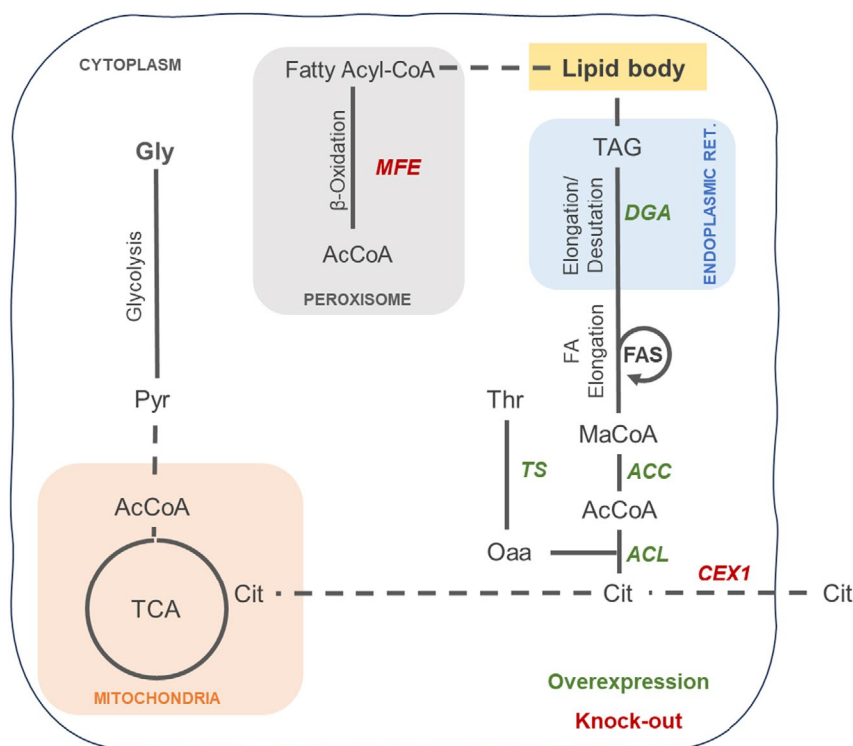 CYTOPLASM
Fatty Acyl-CoA
Lipid body
Gly
β-Oxidation
MFE
AcCoA
PEROXISOME
TAG
Elongation/
Desutation
DGA
ENDOPLASMIC RET.
Glycolysis
FA
Elongation
FAS
Pyr
Thr
MaCoA
TS
ACC
AcCoA
AcCoA
Oaa
ACL
CEX1
TCA
Cit
Cit
Cit
MITOCHONDRIA
Overexpression
Knock-out